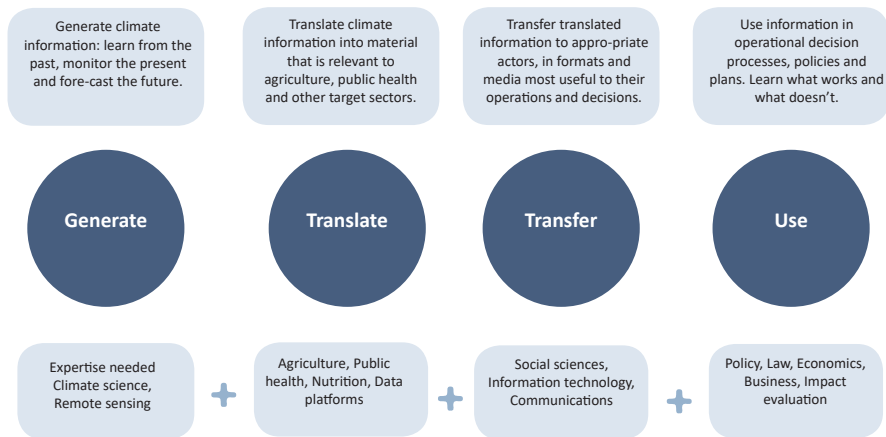 Generate climate
information: learn from the
past, monitor the present
and fore-cast the future.
Translate climate
information into material
that is relevant to
agriculture, public health
and other target sectors.
Transfer translated
information to appro-priate
actors, in formats and
media most useful to their
operations and decisions.
Use information in
operational decision
processes, policies and
plans. Learn what works and
what doesn’t.
Generate
Translate
Transfer
Use
Expertise needed
Climate science,
Remote sensing
Agriculture, Public
health, Nutrition, Data
platforms
Social sciences,
Information technology,
Communications
Policy, Law, Economics,
Business, Impact
evaluation